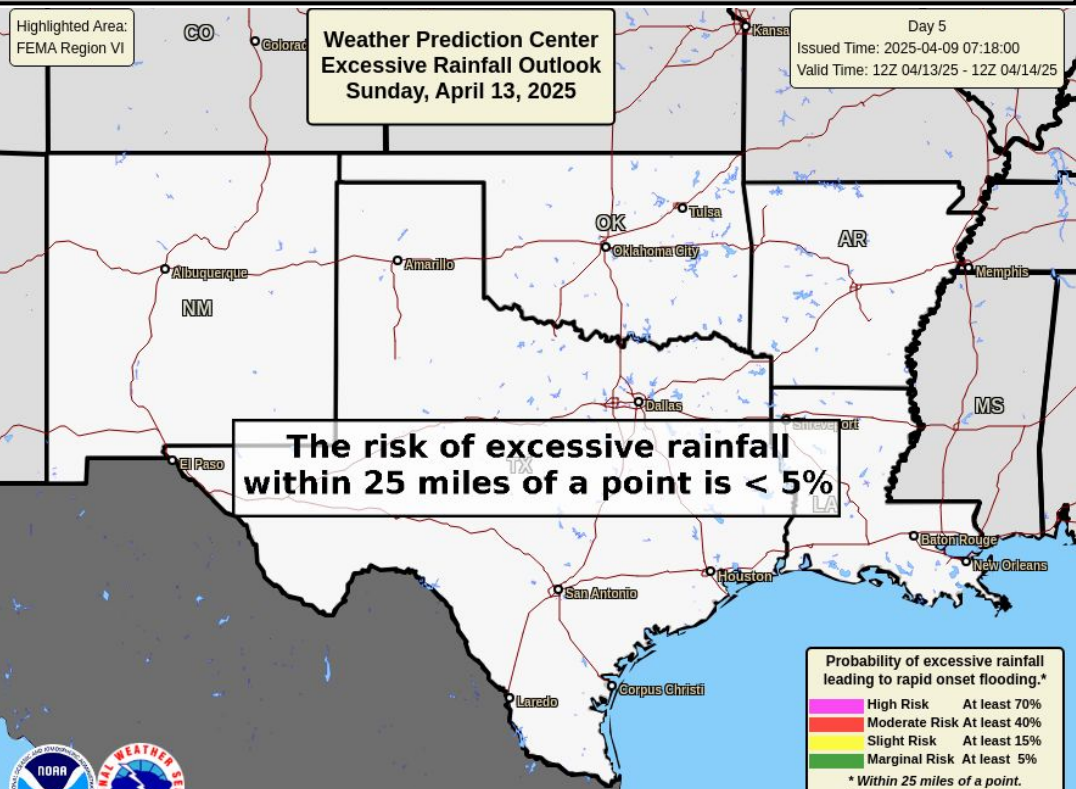 Highlighted Area:
FEMA Region VI
Weather Prediction Center
Excessive Rainfall Outlook
Sunday, April 13, 2025
Day 5
Issued Time: 2025-04-09 07:18:00
Valid Time: 12Z 04/13/25 - 12Z 04/14/25
CO
Colorad
Kansa
Tulsa
OK
Oklahoma City
AR
Amarillo
Albuquerque
Memphis
NM
Dallas
MS
Shreveport
The risk of excessive rainfall
within 25 miles of a point is < 5%
El Paso
TX
LA
Baton Rouge
New Orleans
Houston
San Antonio
Corpus Christi
Laredo
Probability of excessive rainfall
leading to rapid onset flooding.*
High Risk At least 70%
Moderate Risk At least 40%
Slight Risk At least 15%
Marginal Risk At least 5%
* Within 25 miles of a point.
NOAA
NAL WEATHER SE